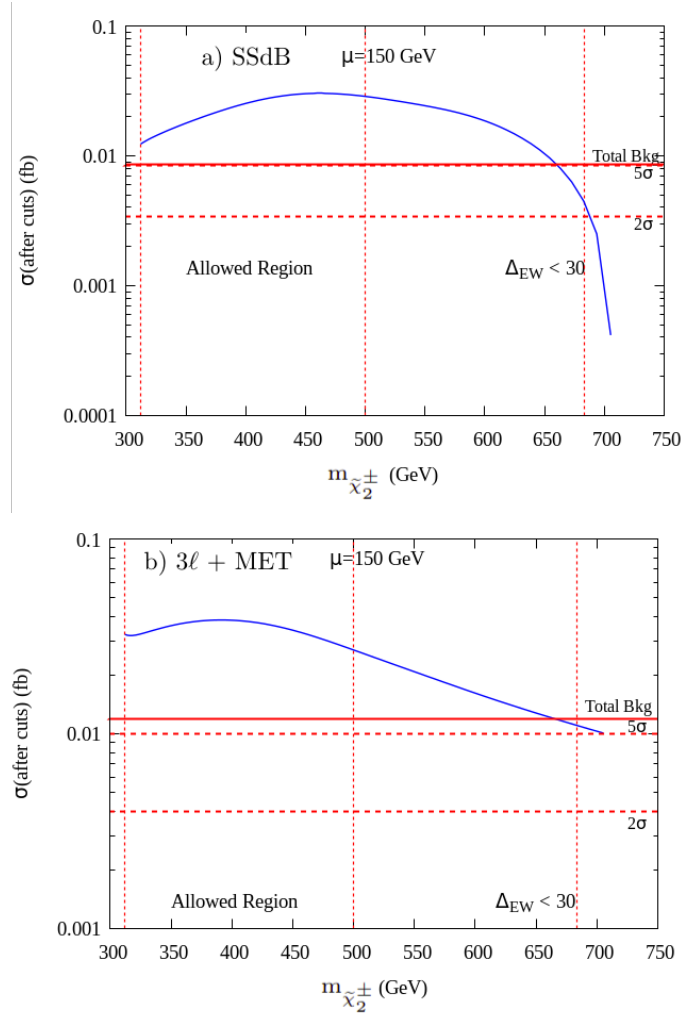 0.1
a) SSdB
μ=150 GeV
σ(after cuts) (fb)
0.01
Total Bkg
5σ
2σ
0.001
Allowed Region
Δ_EW < 30
0.0001
300 350 400 450 500 550 600 650 700 750
m_χ̃₂± (GeV)
0.1
b) 3ℓ + MET
μ=150 GeV
σ(after cuts) (fb)
Total Bkg
5σ
0.01
2σ
Allowed Region
Δ_EW < 30
0.001
300 350 400 450 500 550 600 650 700 750
m_χ̃₂± (GeV)